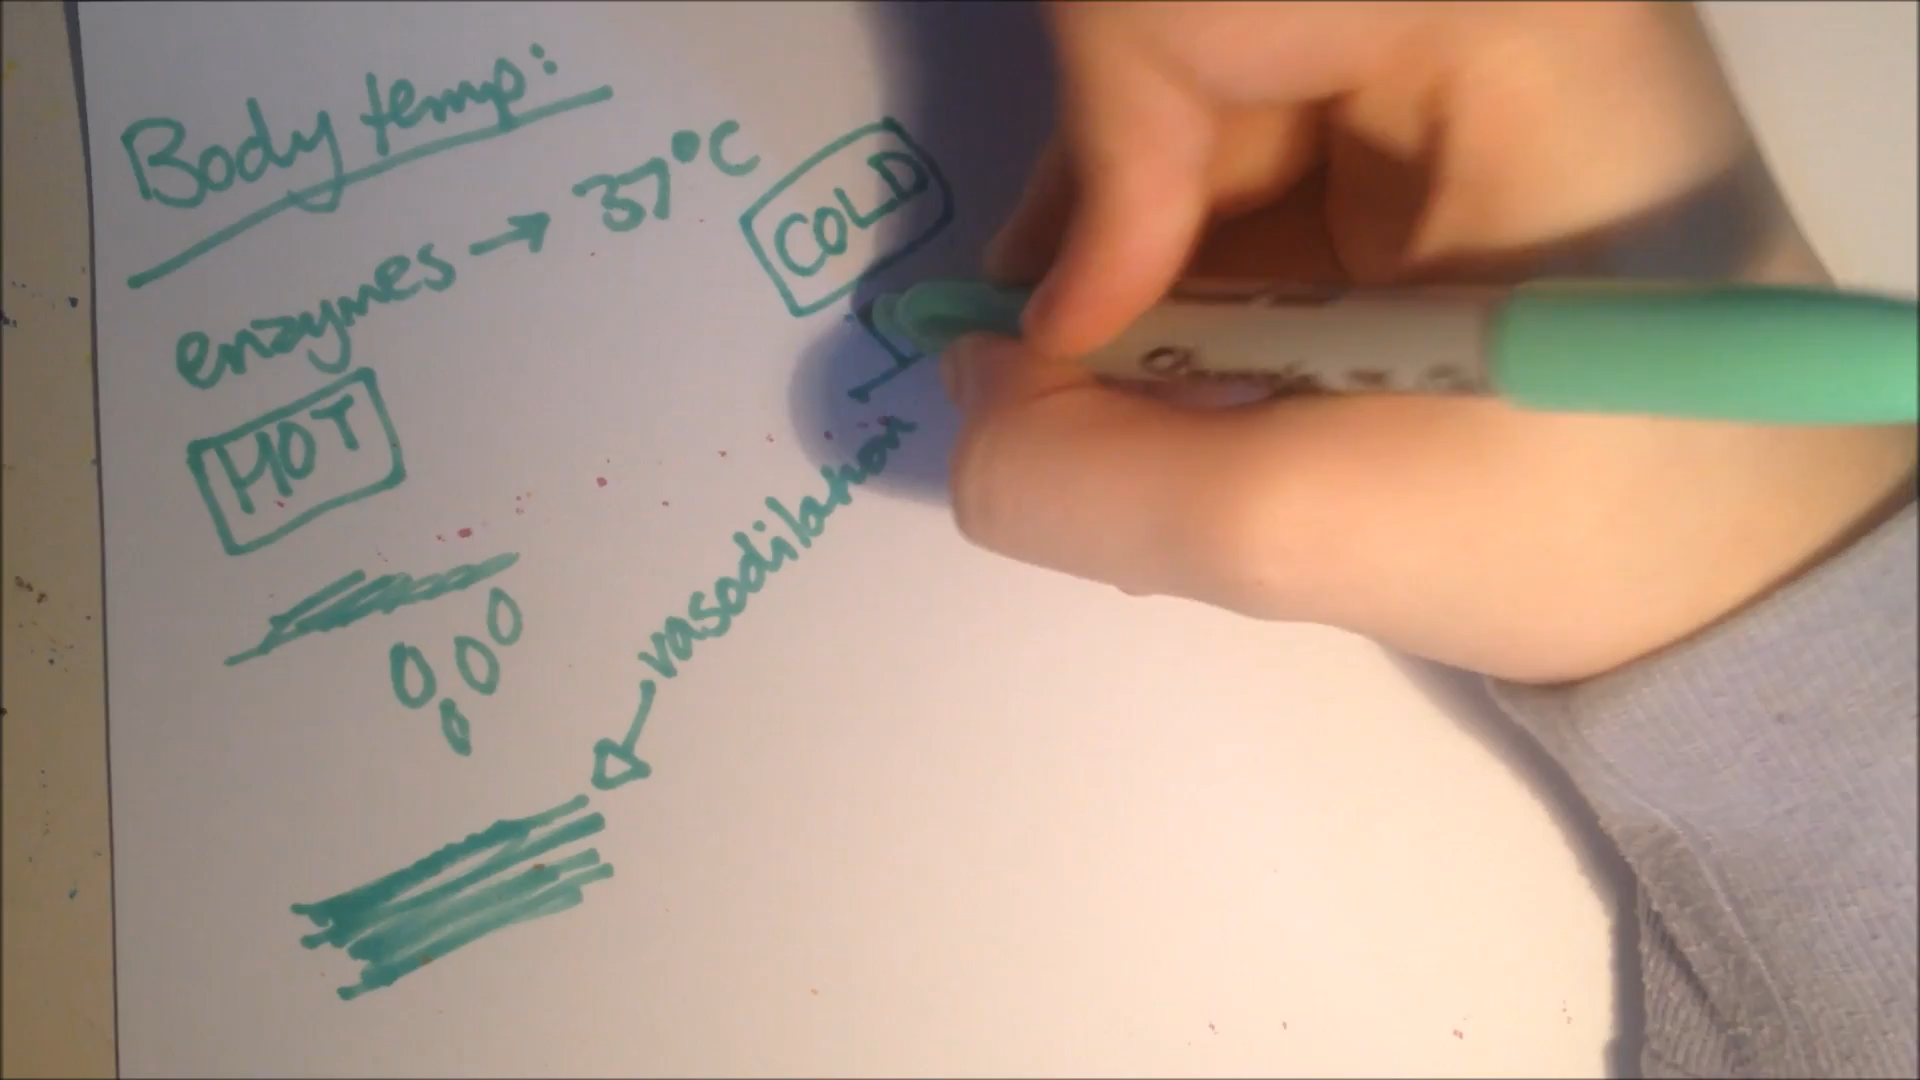 Body temp:
enzymes → 37°C
COLD
HOT
vasodilation